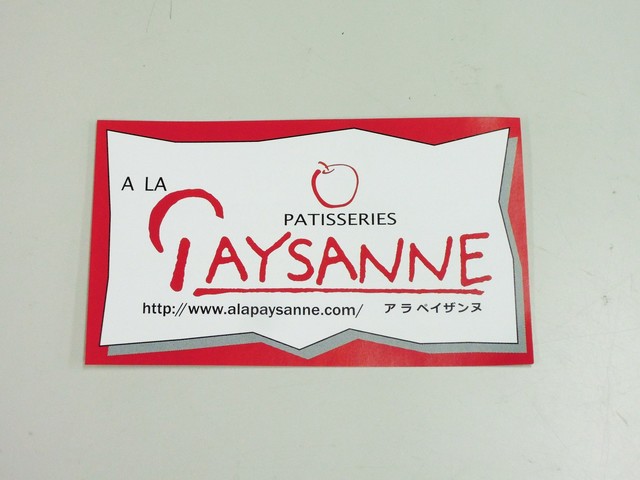 A LA
PATISSERIES
PAYSANNE
http://www.alapaysanne.com/ アラペイザンヌ